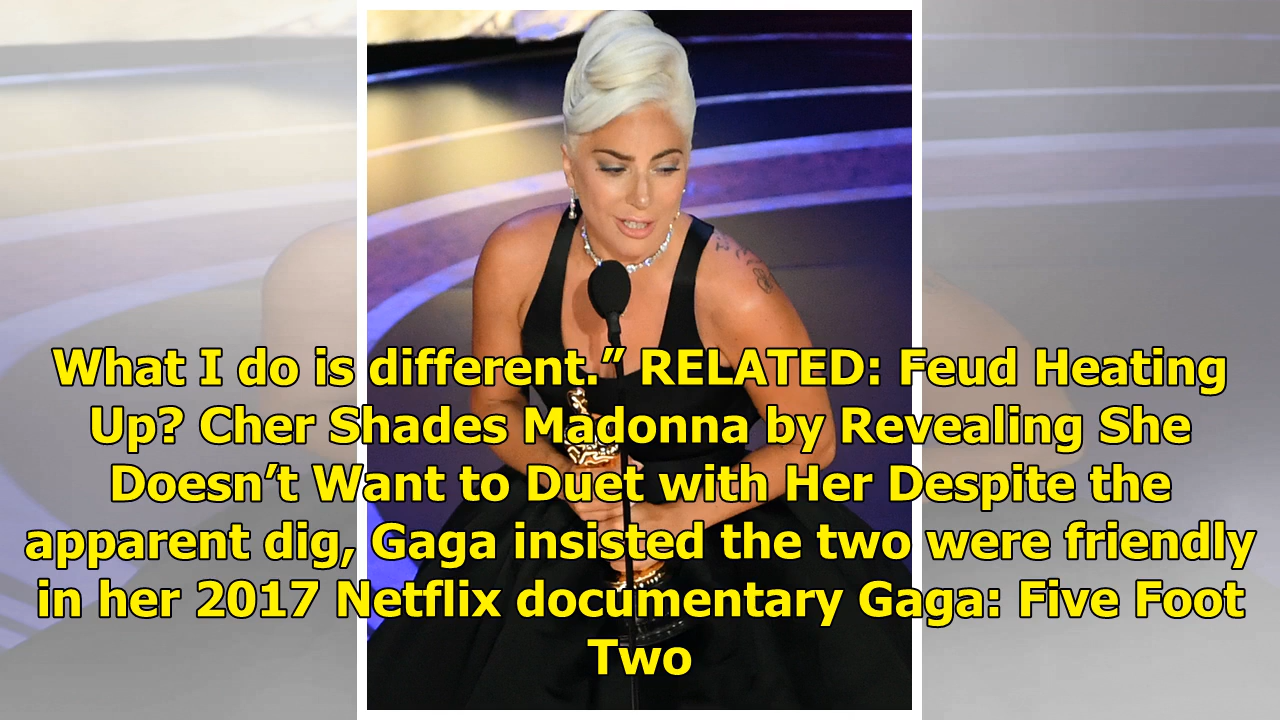 What I do is different.” RELATED: Feud Heating
Up? Cher Shades Madonna by Revealing She
Doesn’t Want to Duet with Her Despite the
apparent dig, Gaga insisted the two were friendly
in her 2017 Netflix documentary Gaga: Five Foot
Two